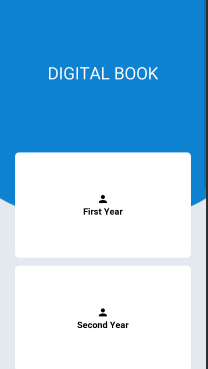 DIGITAL BOOK
First Year
Second Year